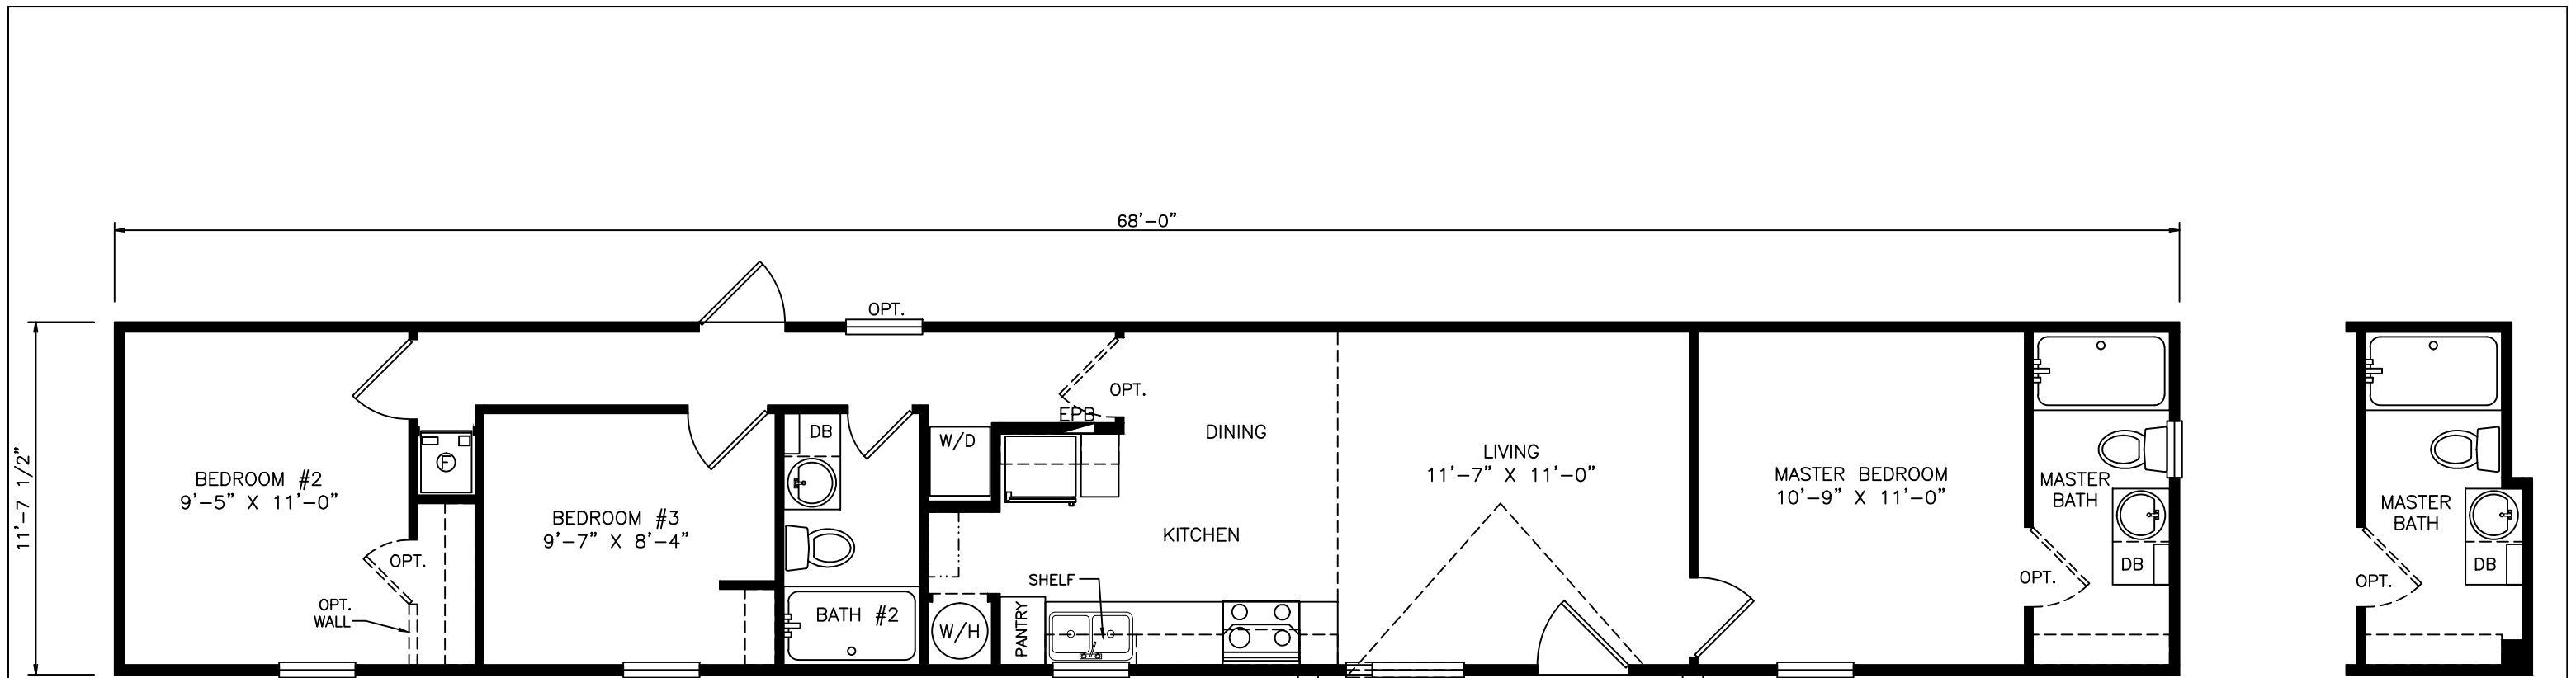 68'-0"
OPT.
11'-7 1/2"
BEDROOM #2
9'-5" X 11'-0"
F
OPT.
OPT.
WALL
BEDROOM #3
9'-7" X 8'-4"
DB
BATH #2
W/D
W/H
EPB
OPT.
PANTRY
SHELF
DINING
KITCHEN
LIVING
11'-7" X 11'-0"
MASTER BEDROOM
10'-9" X 11'-0"
MASTER
BATH
OPT.
DB
MASTER
BATH
OPT.
DB